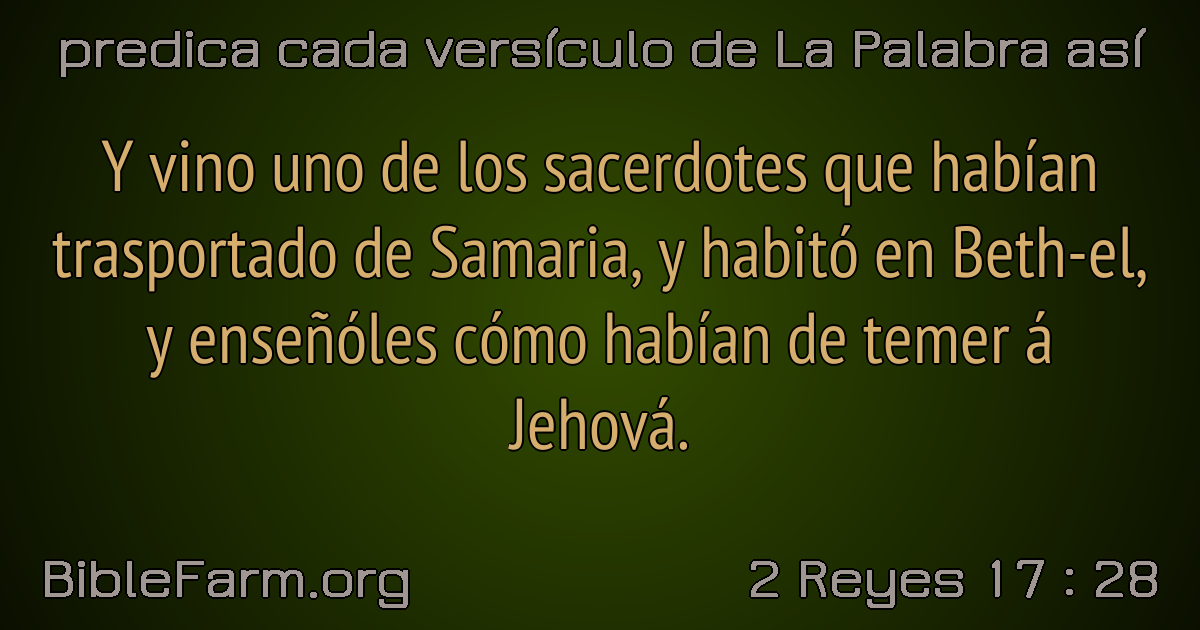 predica cada versículo de La Palabra así
Y vino uno de los sacerdotes que habían
trasportado de Samaria, y habitó en Beth-el,
y enseñóles cómo habían de temer á
Jehová.
BibleFarm.org
2 Reyes 17 : 28